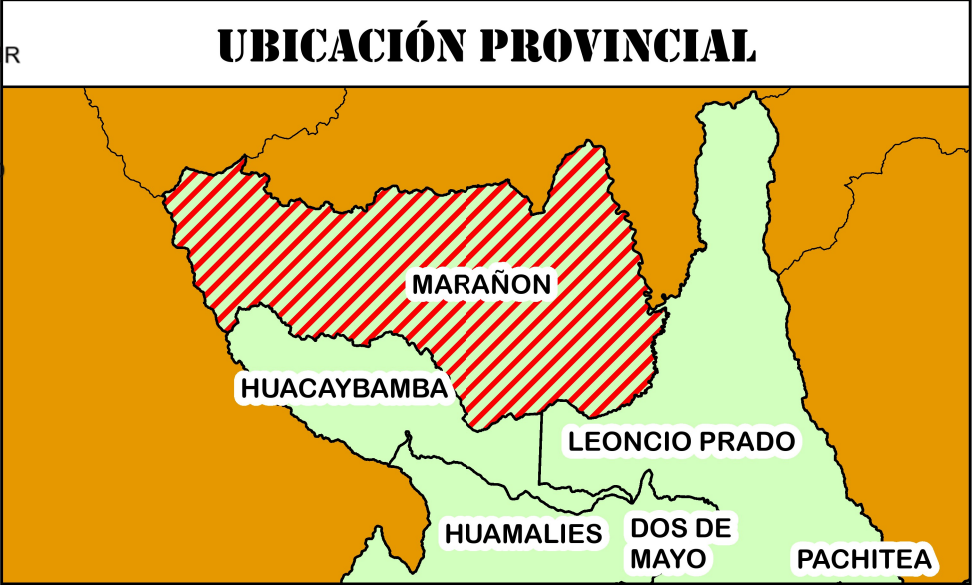 UBICACIÓN PROVINCIAL
R
MARAÑON
HUACAYBAMBA
LEONCIO PRADO
HUAMALIES
DOS DE
MAYO
PACHITEA